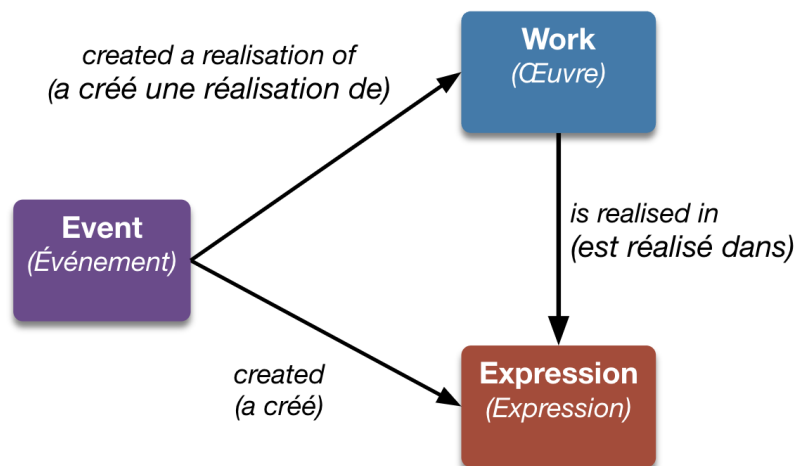 Work
(Œuvre)
created a realisation of
(a créé une réalisation de)
Event
(Événement)
is realised in
(est réalisé dans)
Expression
(Expression)
created
(a créé)